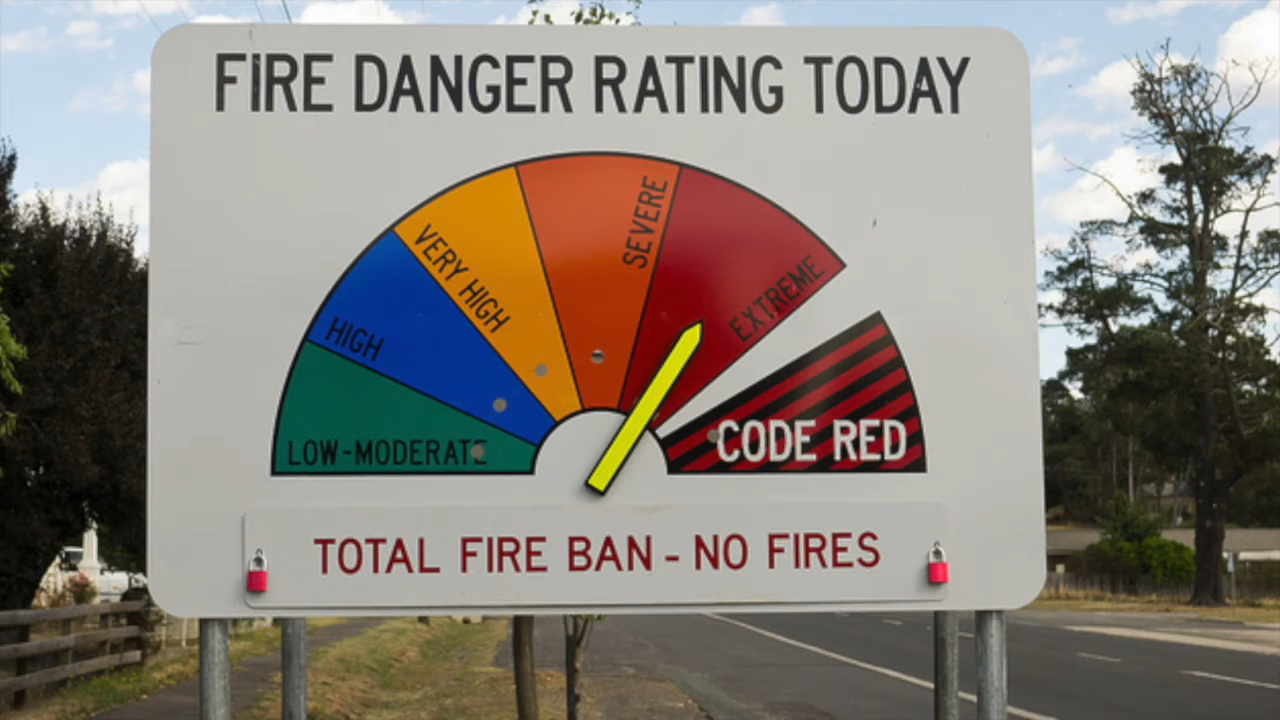 FIRE DANGER RATING TODAY
LOW-MODERATE
HIGH
VERY HIGH
SEVERE
EXTREME
CODE RED
TOTAL FIRE BAN - NO FIRES